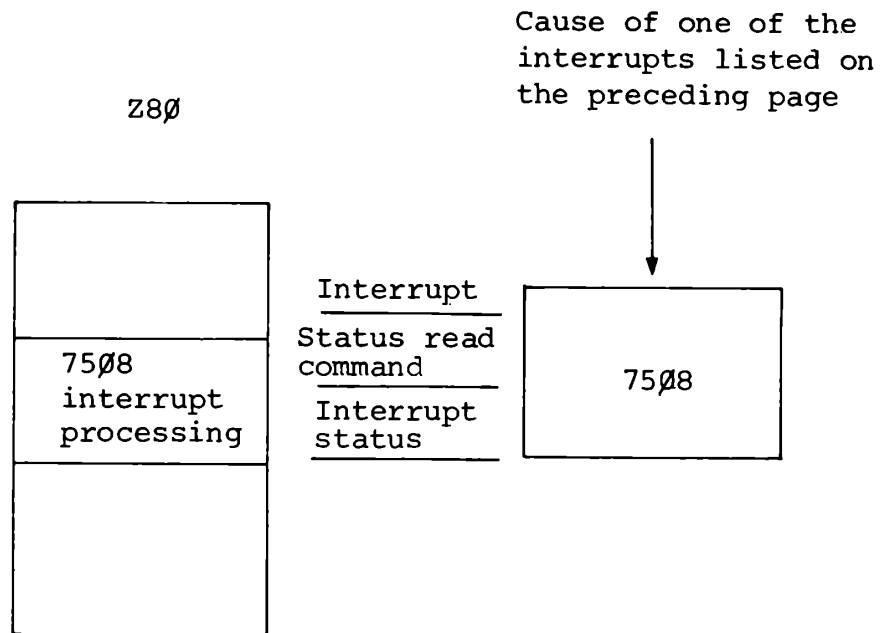 Cause of one of the
interrupts listed on
the preceding page
Z8Ø
Interrupt
Status read
command
Interrupt
status
75Ø8
interrupt
processing
75Ø8